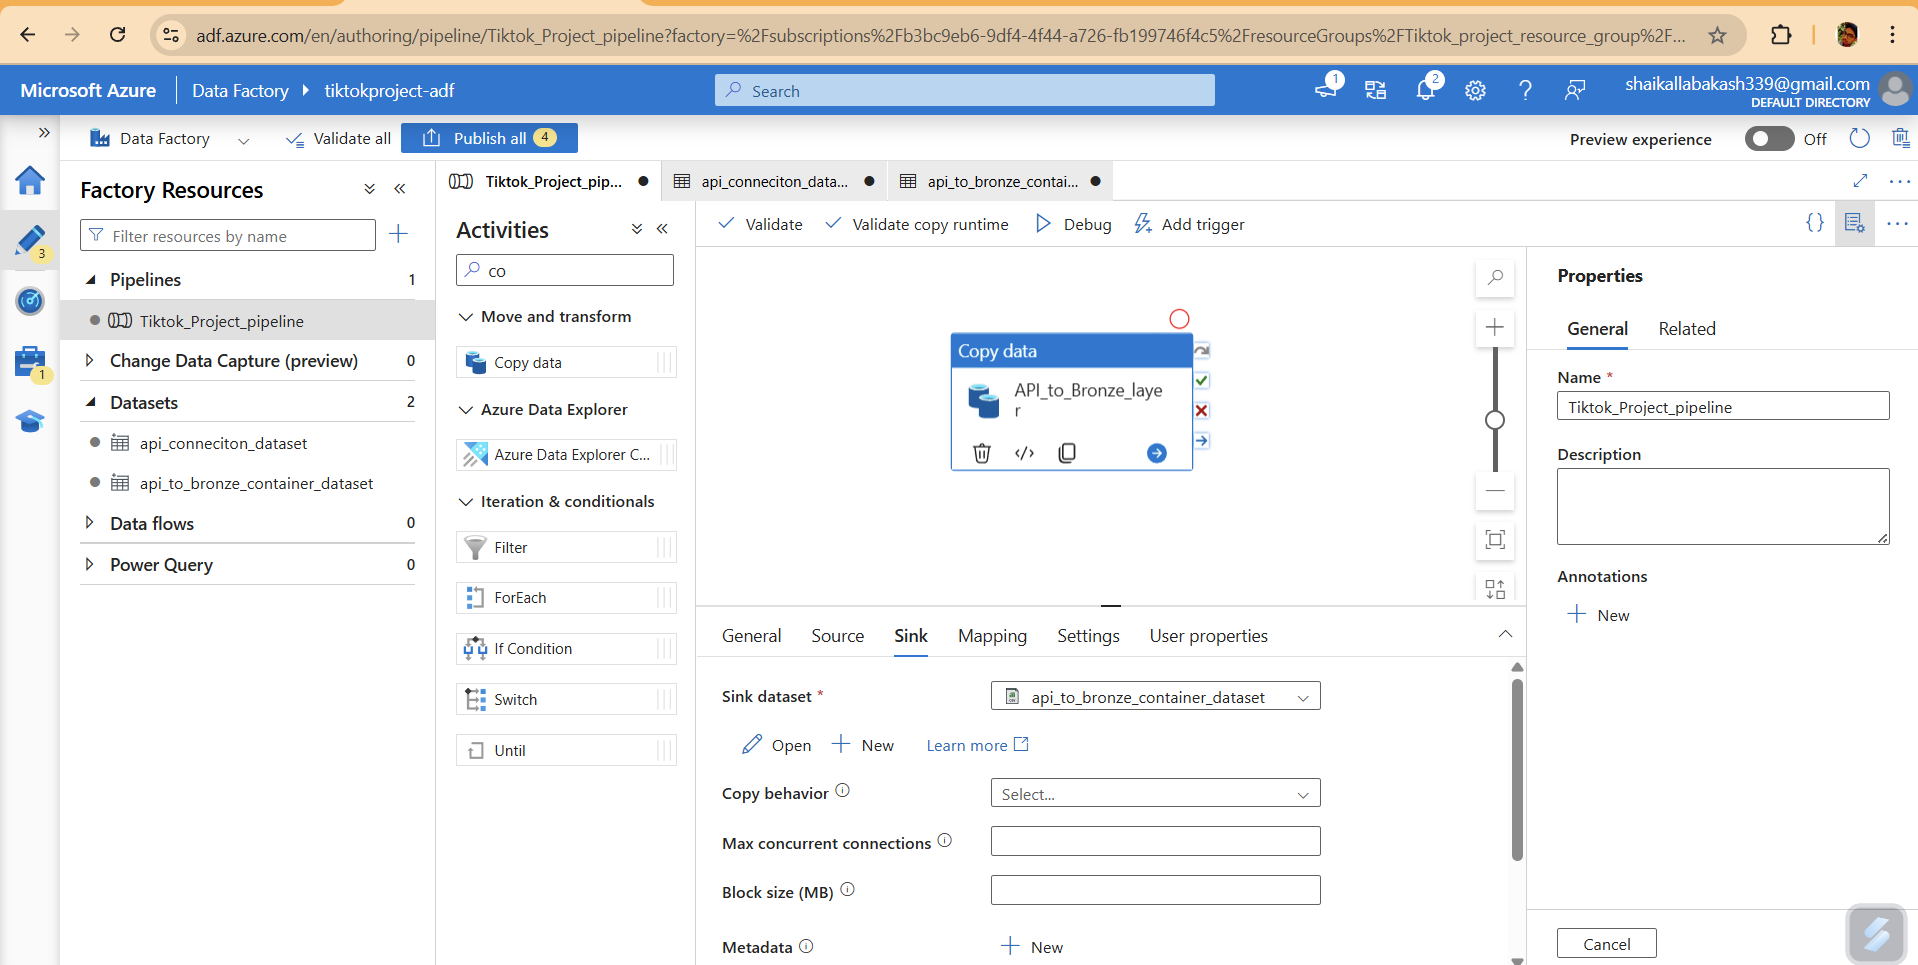 adf.azure.com/en/authoring/pipeline/Tiktok_Project_pipeline?factory=%2Fsubscriptions%2Fb3bc9eb6-9df4-4f44-a726-fb199746f4c5%2FresourceGroups%2FTiktok_project_resource_group%2F...
Microsoft Azure
Data Factory
tiktokproject-adf
Search
1
2
shaikallabakash339@gmail.com
DEFAULT DIRECTORY
Data Factory
Validate all
Publish all 4
Preview experience
Off
3
1
Factory Resources
Filter resources by name
Pipelines 1
Tiktok_Project_pipeline
Change Data Capture (preview) 0
Datasets 2
api_conneciton_dataset
api_to_bronze_container_dataset
Data flows 0
Power Query 0
Tiktok_Project_pip...
api_conneciton_data...
api_to_bronze_contai...
Activities
co
Move and transform
Copy data
Azure Data Explorer
Azure Data Explorer C...
Iteration & conditionals
Filter
ForEach
If Condition
Switch
Until
Validate
Validate copy runtime
Debug
Add trigger
Copy data
API_to_Bronze_laye
r
General
Source
Sink
Mapping
Settings
User properties
Sink dataset *
api_to_bronze_container_dataset
Open
New
Learn more
Copy behavior
Select...
Max concurrent connections
Block size (MB)
Metadata
New
Properties
General
Related
Name *
Tiktok_Project_pipeline
Description
Annotations
New
Cancel